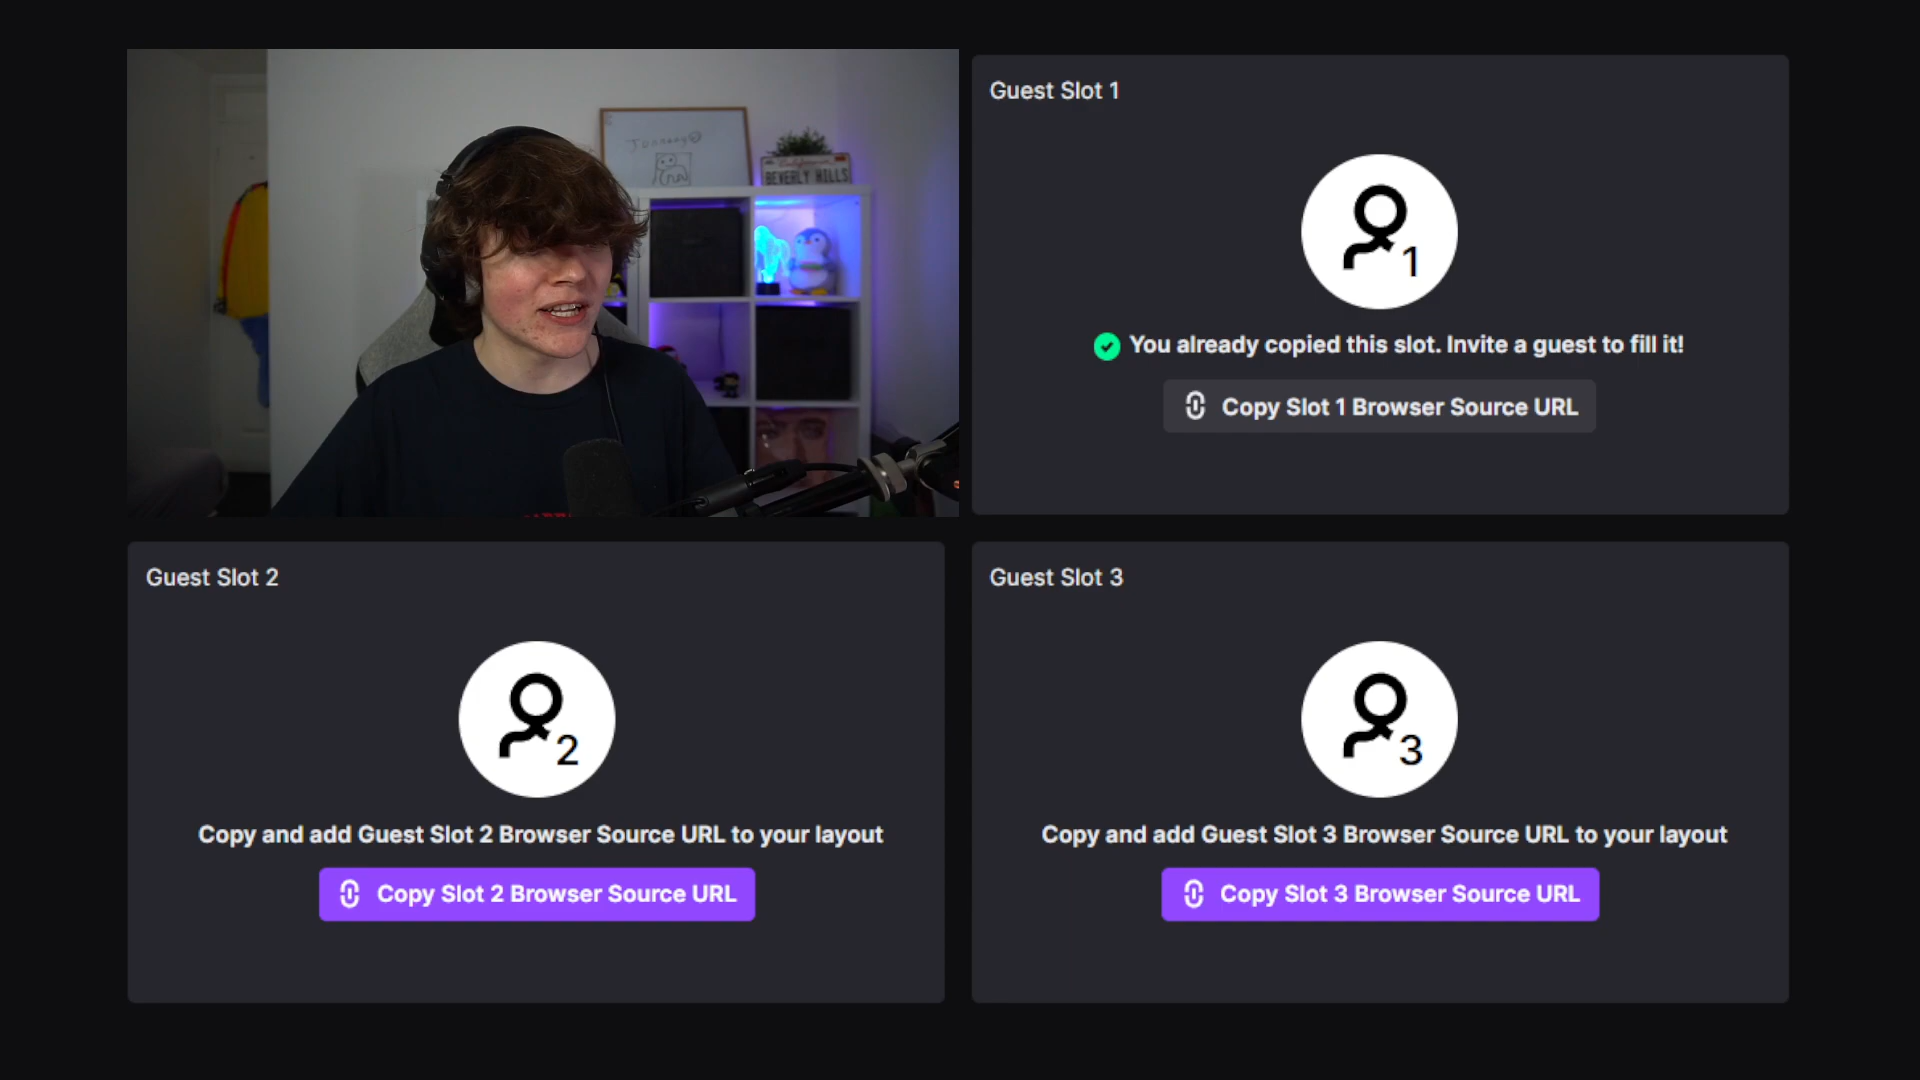 Jonnny
California
BEVERLY HILLS
Guest Slot 1
1
You already copied this slot. Invite a guest to fill it!
Copy Slot 1 Browser Source URL
Guest Slot 2
2
Copy and add Guest Slot 2 Browser Source URL to your layout
Copy Slot 2 Browser Source URL
Guest Slot 3
3
Copy and add Guest Slot 3 Browser Source URL to your layout
Copy Slot 3 Browser Source URL